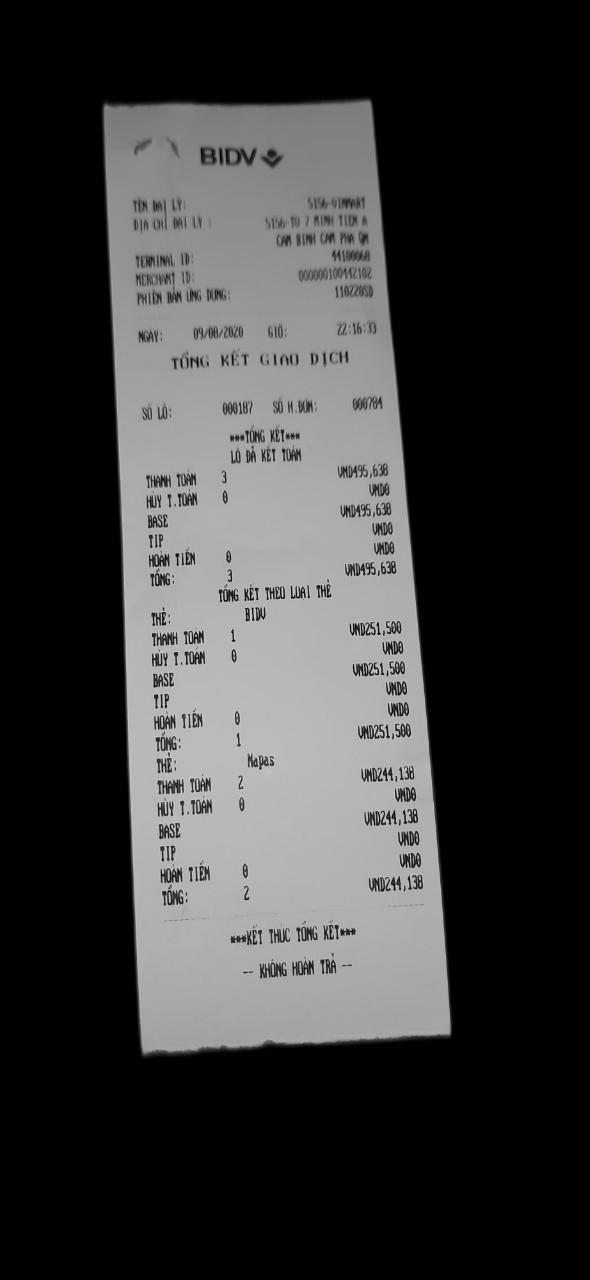 BIDV
TÊN ĐẠI LÝ: 5156-VINMART
ĐỊA CHỈ ĐẠI LÝ : 5156-TO 7 MINH TIEN A
CAM BINH CAM PHA QN
TERMINAL ID: 44100068
MERCHANT ID: 000000100442102
PHIÊN BẢN ỨNG DỤNG: 110220SD
NGÀY: 09/08/2020 GIỜ: 22:16:33
TỔNG KẾT GIAO DỊCH
SỐ LÔ: 000187 SỐ H.ĐƠN: 000784
***TỔNG KẾT***
LÔ ĐÃ KẾT TOÁN
THANH TOÁN 3 VND495,638
HỦY T.TOÁN 0 VND0
BASE VND495,638
TIP VND0
HOÀN TIỀN 0 VND0
TỔNG: 3 VND495,638
TỔNG KẾT THEO LOẠI THẺ
THẺ: BIDV
THANH TOÁN 1 VND251,500
HỦY T.TOÁN 0 VND0
BASE VND251,500
TIP VND0
HOÀN TIỀN 0 VND0
TỔNG: 1 VND251,500
THẺ: Napas
THANH TOÁN 2 VND244,138
HỦY T.TOÁN 0 VND0
BASE VND244,138
TIP VND0
HOÀN TIỀN 0 VND0
TỔNG: 2 VND244,138
***KẾT THÚC TỔNG KẾT***
-- KHÔNG HOÀN TRẢ --